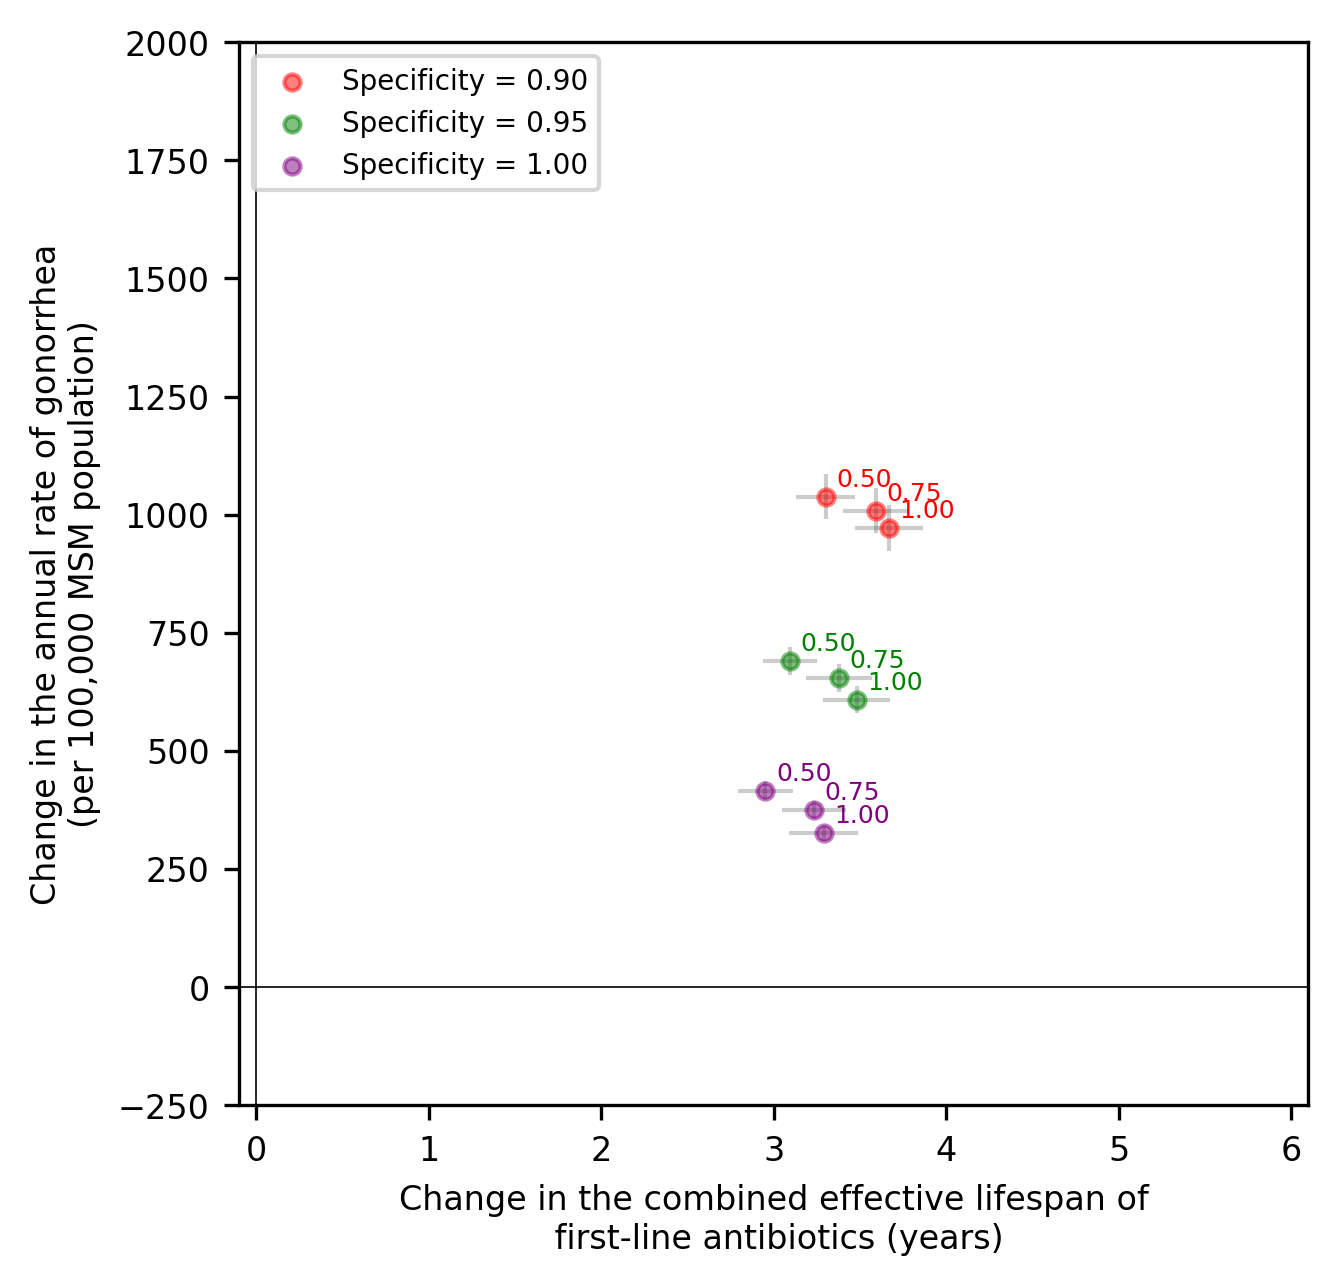 Specificity = 0.90
Specificity = 0.95
Specificity = 1.00
2000
1750
1500
1250
1000
750
500
250
0
−250
Change in the annual rate of gonorrhea
(per 100,000 MSM population)
0.50
0.75
1.00
0.50
0.75
1.00
0.50
0.75
1.00
0 1 2 3 4 5 6
Change in the combined effective lifespan of
first-line antibiotics (years)